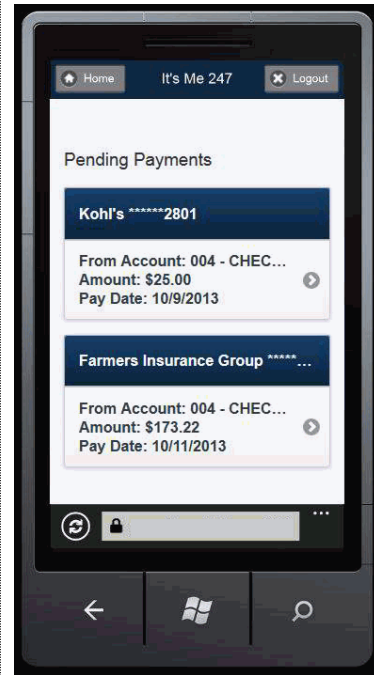 Home
It's Me 247
Logout
Pending Payments
Kohl's ******2801
From Account: 004 - CHEC...
Amount: $25.00
Pay Date: 10/9/2013
Farmers Insurance Group *****...
From Account: 004 - CHEC...
Amount: $173.22
Pay Date: 10/11/2013
...